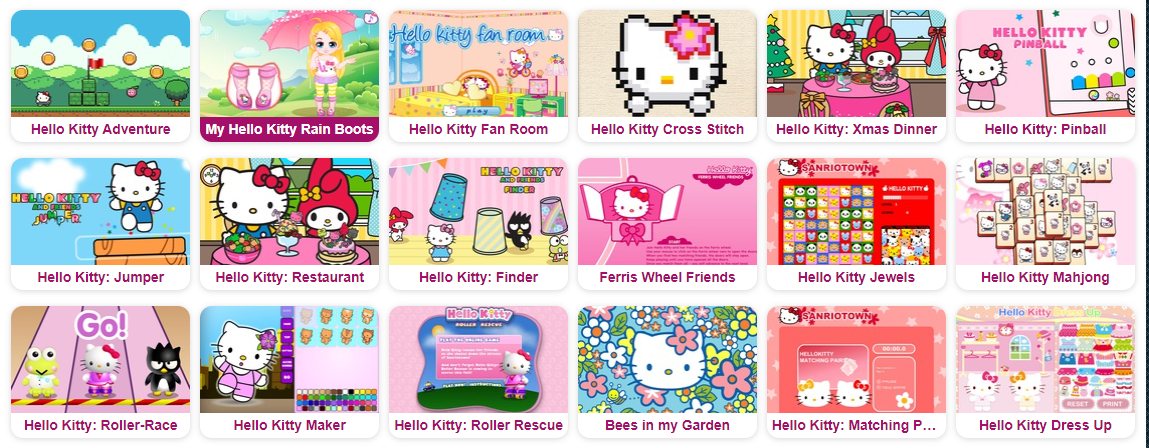 Hello kitty fan room
play
HELLO KITTY
PINBALL
Hello Kitty Adventure
My Hello Kitty Rain Boots
Hello Kitty Fan Room
Hello Kitty Cross Stitch
Hello Kitty: Xmas Dinner
Hello Kitty: Pinball
HELLO KITTY
AND FRIENDS
JUMPER
HELLO KITTY
AND FRIENDS
FINDER
Hello Kitty
FERRIS WHEEL FRIENDS
START
SANRIOTOWN
HELLO KITTY
Hello Kitty: Jumper
Hello Kitty: Restaurant
Hello Kitty: Finder
Ferris Wheel Friends
Hello Kitty Jewels
Hello Kitty Mahjong
Go!
Hello Kitty
ROLLER RESCUE
PLAY THE ONLINE GAME
SANRIOTOWN
HELLOKITTY
MATCHING PAIRS
00:00.0
Hello Kitty Dress Up
RESET
PRINT
Hello Kitty: Roller-Race
Hello Kitty Maker
Hello Kitty: Roller Rescue
Bees in my Garden
Hello Kitty: Matching P...
Hello Kitty Dress Up